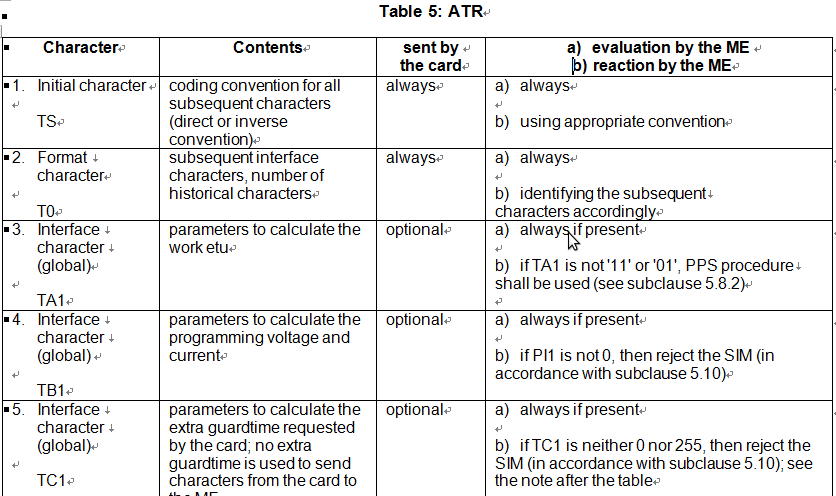 Table 5: ATR
Character
Contents
sent by
the card
a) evaluation by the ME
b) reaction by the ME
1. Initial character
TS
coding convention for all
subsequent characters
(direct or inverse
convention)
always
a) always
b) using appropriate convention
2. Format
character
T0
subsequent interface
characters, number of
historical characters
always
a) always
b) identifying the subsequent
characters accordingly
3. Interface
character
(global)
TA1
parameters to calculate the
work etu
optional
a) always if present
b) if TA1 is not '11' or '01', PPS procedure
shall be used (see subclause 5.8.2)
4. Interface
character
(global)
TB1
parameters to calculate the
programming voltage and
current
optional
a) always if present
b) if PI1 is not 0, then reject the SIM (in
accordance with subclause 5.10)
5. Interface
character
(global)
TC1
parameters to calculate the
extra guardtime requested
by the card; no extra
guardtime is used to send
characters from the card to
the ME
optional
a) always if present
b) if TC1 is neither 0 nor 255, then reject the
SIM (in accordance with subclause 5.10); see
the note after the table